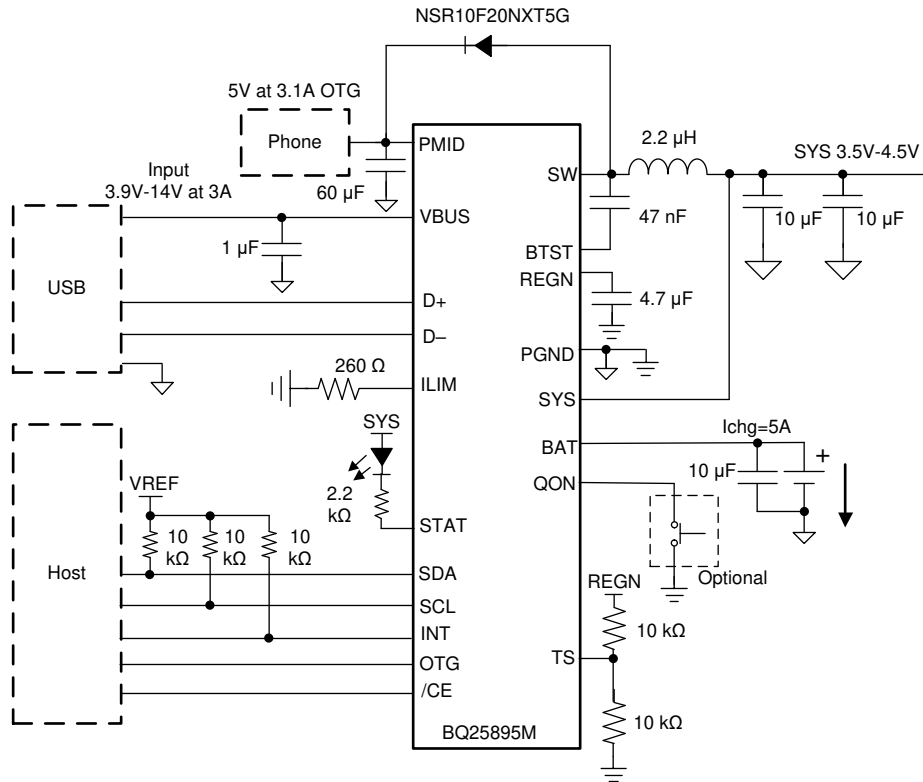 NSR10F20NXT5G
5V at 3.1A OTG
Phone
PMID
60 µF
Input
3.9V-14V at 3A
VBUS
1 µF
USB
D+
D–
260 Ω
ILIM
SYS
2.2
kΩ
STAT
VREF
10
kΩ
10
kΩ
10
kΩ
Host
SDA
SCL
INT
OTG
/CE
BQ25895M
2.2 µH
SYS 3.5V-4.5V
SW
47 nF
10 µF
10 µF
BTST
REGN
4.7 µF
PGND
SYS
Ichg=5A
BAT
10 µF
+
QON
Optional
REGN
10 kΩ
TS
10 kΩ